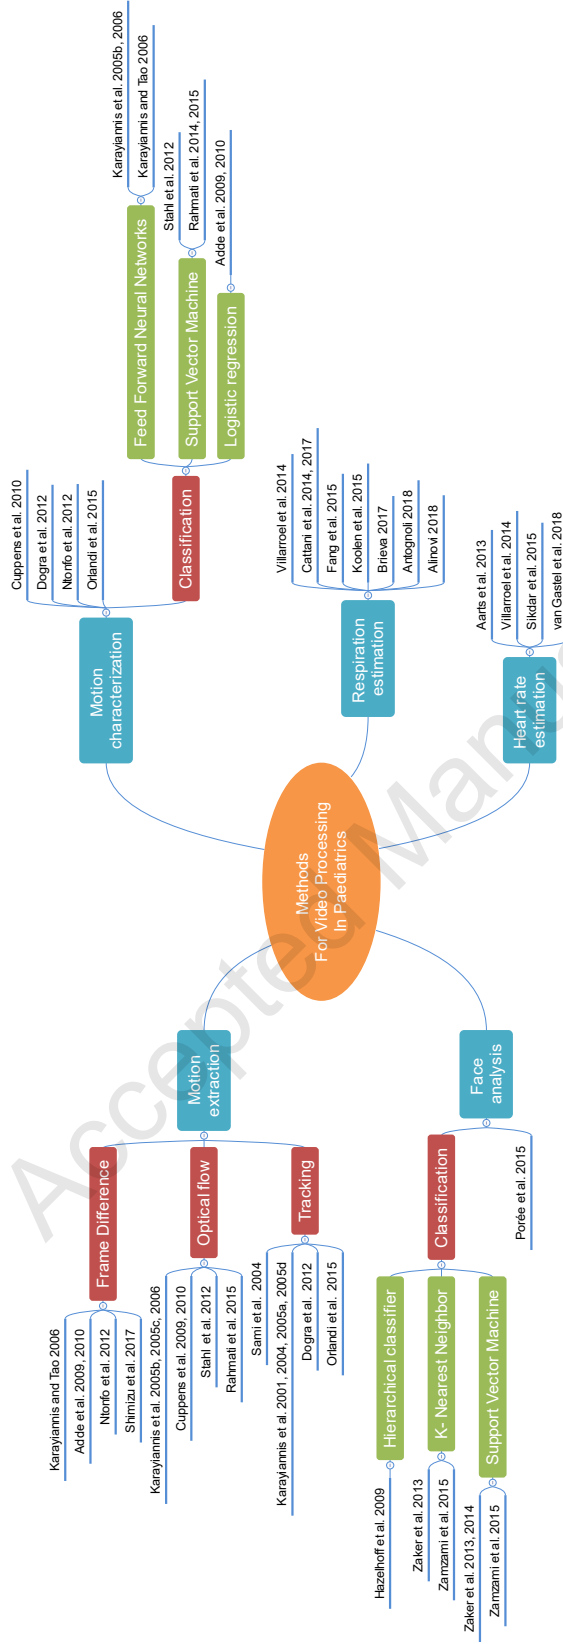 Methods
For Video Processing
In Paediatrics
Motion
extraction
Frame Difference
Karayiannis and Tao 2006
Adde et al. 2009, 2010
Ntonfo et al. 2012
Shimizu et al. 2017
Optical flow
Karayiannis et al. 2005b, 2005c, 2006
Cuppens et al. 2009, 2010
Stahl et al. 2012
Rahmati et al. 2015
Tracking
Sami et al. 2004
Karayiannis et al. 2001, 2004, 2005a, 2005d
Dogra et al. 2012
Orlandi et al. 2015
Face
analysis
Classification
Hierarchical classifier
Hazelhoff et al. 2009
K- Nearest Neighbor
Zaker et al. 2013
Zamzami et al. 2015
Support Vector Machine
Zaker et al. 2013, 2014
Zamzami et al. 2015
Porée et al. 2015
Motion
characterization
Cuppens et al. 2010
Dogra et al. 2012
Ntonfo et al. 2012
Orlandi et al. 2015
Classification
Feed Forward Neural Networks
Karayiannis et al. 2005b, 2006
Karayiannis and Tao 2006
Support Vector Machine
Stahl et al. 2012
Rahmati et al. 2014, 2015
Logistic regression
Adde et al. 2009, 2010
Respiration
estimation
Villarroel et al. 2014
Cattani et al. 2014, 2017
Fang et al. 2015
Koolen et al. 2015
Brieva 2017
Antognoli 2018
Alinovi 2018
Heart rate
estimation
Aarts et al. 2013
Villarroel et al. 2014
Sikdar et al. 2015
van Gastel et al. 2018
Accepted Manus